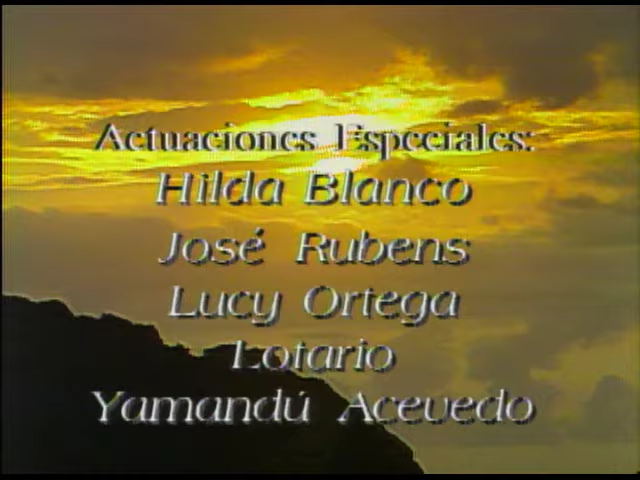 Actuaciones Especiales:
Hilda Blanco
José Rubens
Lucy Ortega
Lotario
Yamandú Acevedo